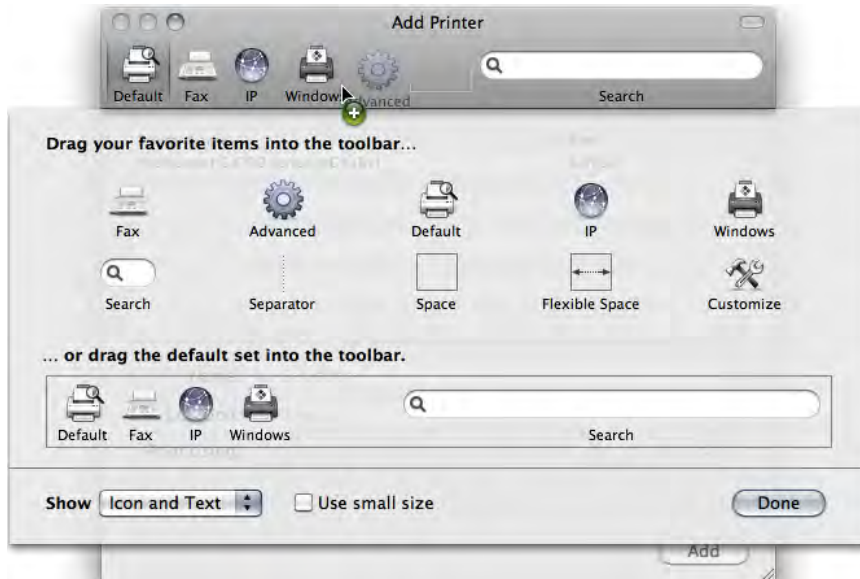 Add Printer
Default Fax IP Windows Advanced Search
Drag your favorite items into the toolbar...
Fax Advanced Default IP Windows
Search Separator Space Flexible Space Customize
... or drag the default set into the toolbar.
Default Fax IP Windows Search
Show Icon and Text Use small size Done
Add